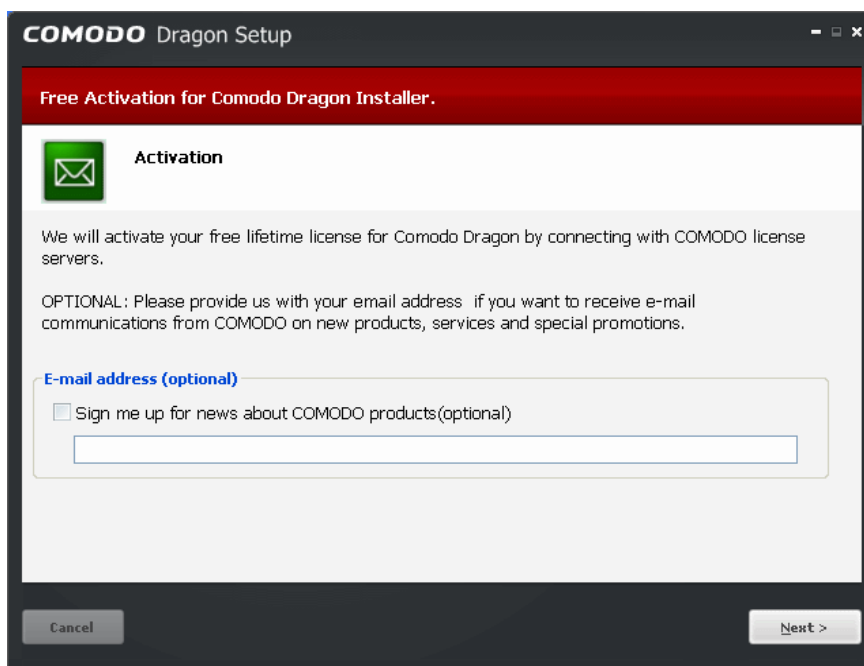 COMODO Dragon Setup
Free Activation for Comodo Dragon Installer.
Activation
We will activate your free lifetime license for Comodo Dragon by connecting with COMODO license
servers.
OPTIONAL: Please provide us with your email address  if you want to receive e-mail
communications from COMODO on new products, services and special promotions.
E-mail address (optional)
Sign me up for news about COMODO products(optional)
Cancel
Next >